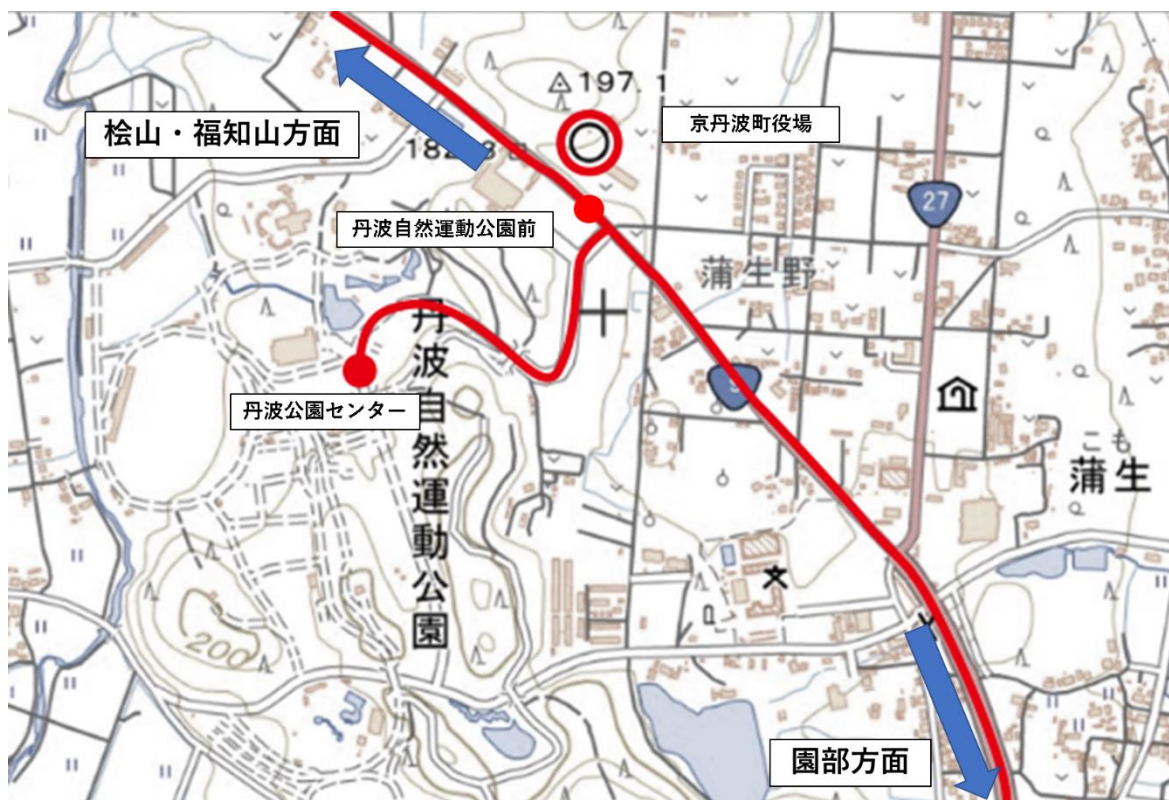 197.1
京丹波町役場
桧山・福知山方面
27
丹波自然運動公園前
蒲生野
丹波自然運動公園
丹波公園センター
こも
蒲生
200
園部方面